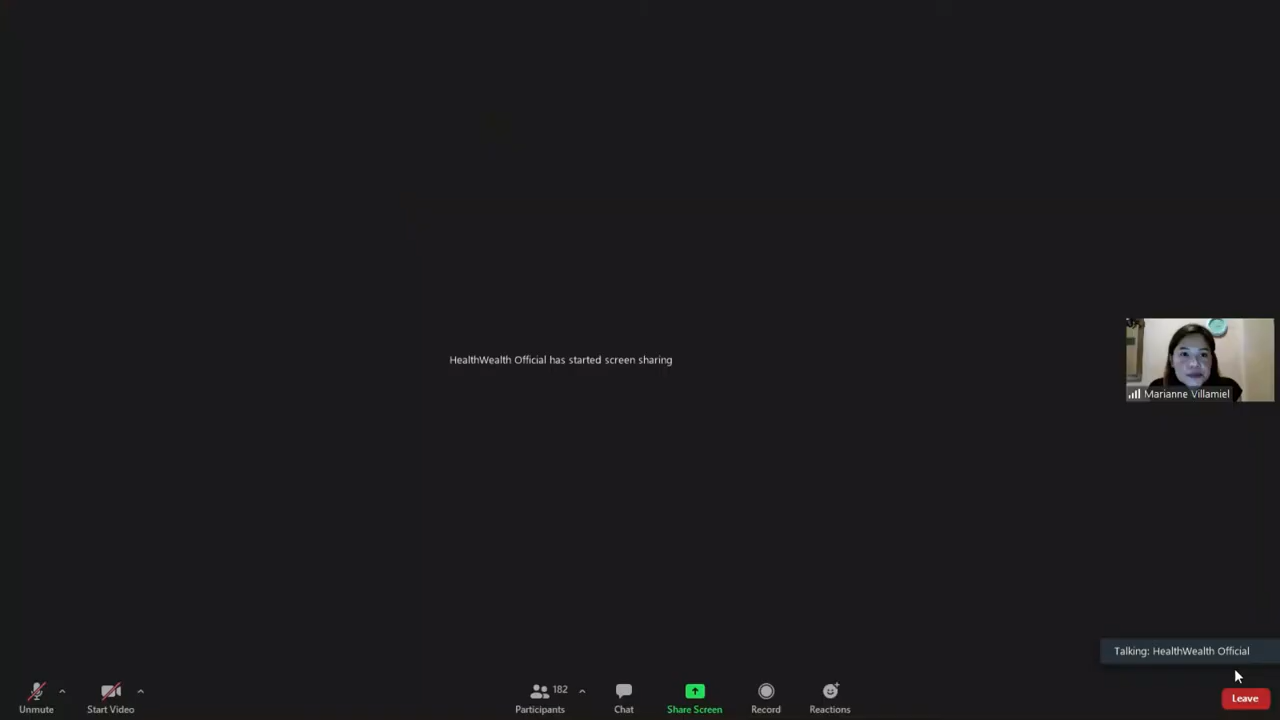 HealthWealth Official has started screen sharing
Marianne Villamiel
Talking: HealthWealth Official
Unmute
Start Video
182
Participants
Chat
Share Screen
Record
Reactions
Leave